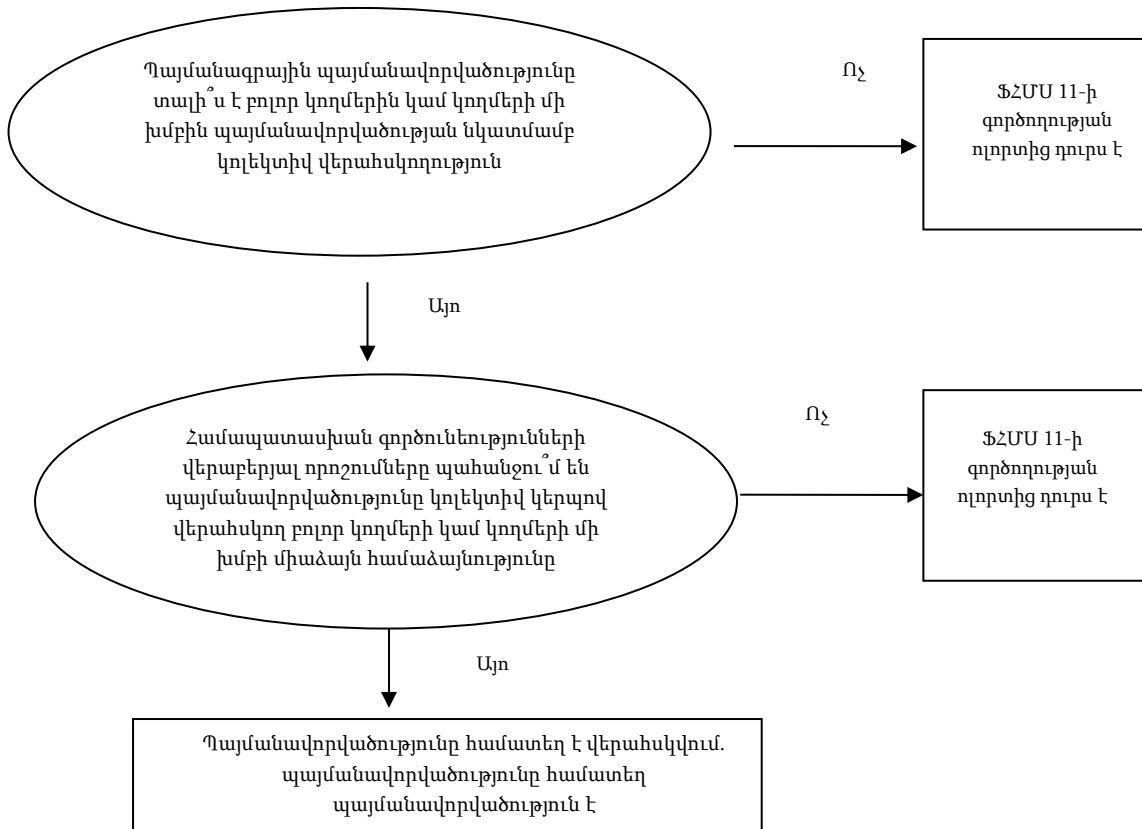 Պայմանագրային պայմանավորվածությունը
տալի՞ս է բոլոր կողմերին կամ կողմերի մի
խմբին պայմանավորվածության նկատմամբ
կոլեկտիվ վերահսկողություն
Ոչ
ՖՀՄՍ 11-ի
գործողության
ոլորտից դուրս է
Այո
Համապատասխան գործունեությունների
վերաբերյալ որոշումները պահանջու՞մ են
պայմանավորվածությունը կոլեկտիվ կերպով
վերահսկող բոլոր կողմերի կամ կողմերի մի
խմբի միաձայն համաձայնությունը
Ոչ
ՖՀՄՍ 11-ի
գործողության
ոլորտից դուրս է
Այո
Պայմանավորվածությունը համատեղ է վերահսկվում.
պայմանավորվածությունը համատեղ
պայմանավորվածություն է